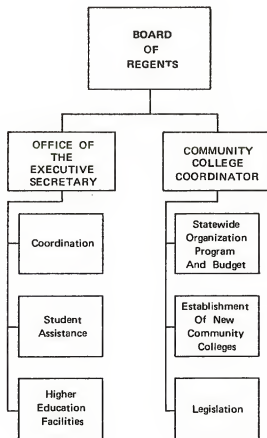 BOARD
OF
REGENTS
OFFICE OF
THE
EXECUTIVE
SECRETARY
COMMUNITY
COLLEGE
COORDINATOR
Coordination
Statewide
Organization
Program
And Budget
Student
Assistance
Establishment
Of New
Community
Colleges
Higher
Education
Facilities
Legislation